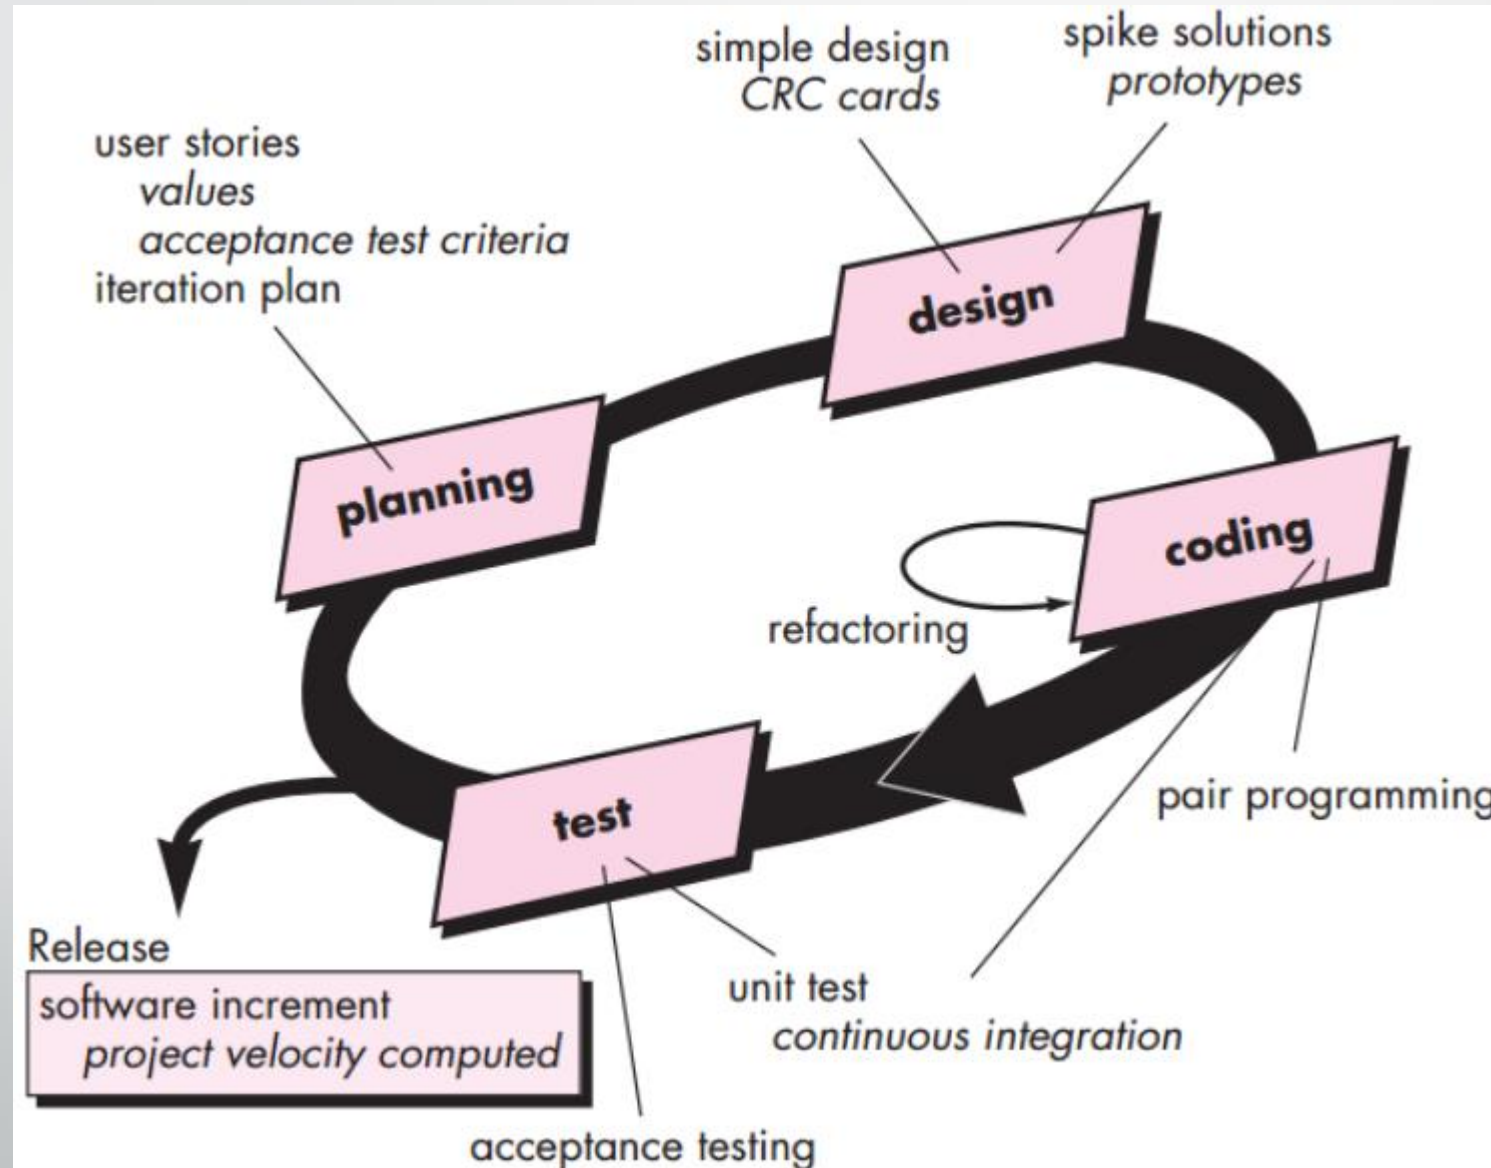 simple design
CRC cards
spike solutions
prototypes
user stories
values
acceptance test criteria
iteration plan
design
planning
coding
refactoring
pair programming
test
Release
software increment
project velocity computed
unit test
continuous integration
acceptance testing